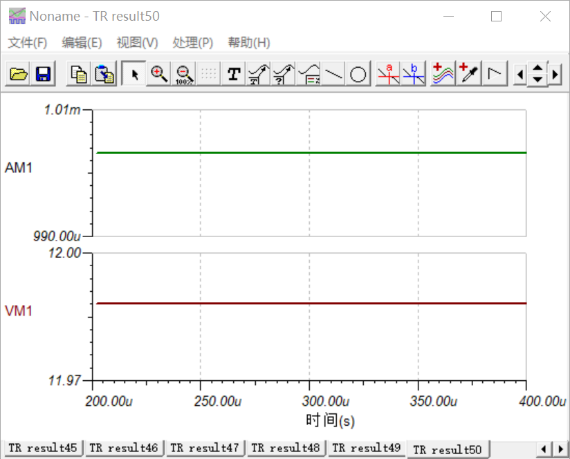 Noname - TR result50
文件(F) 编辑(E) 视图(V) 处理(P) 帮助(H)
100% T ? a b
1.01m
AM1
990.00u
12.00
VM1
11.97
200.00u 250.00u 300.00u 350.00u 400.00u
时间(s)
TR result45 TR result46 TR result47 TR result48 TR result49 TR result50